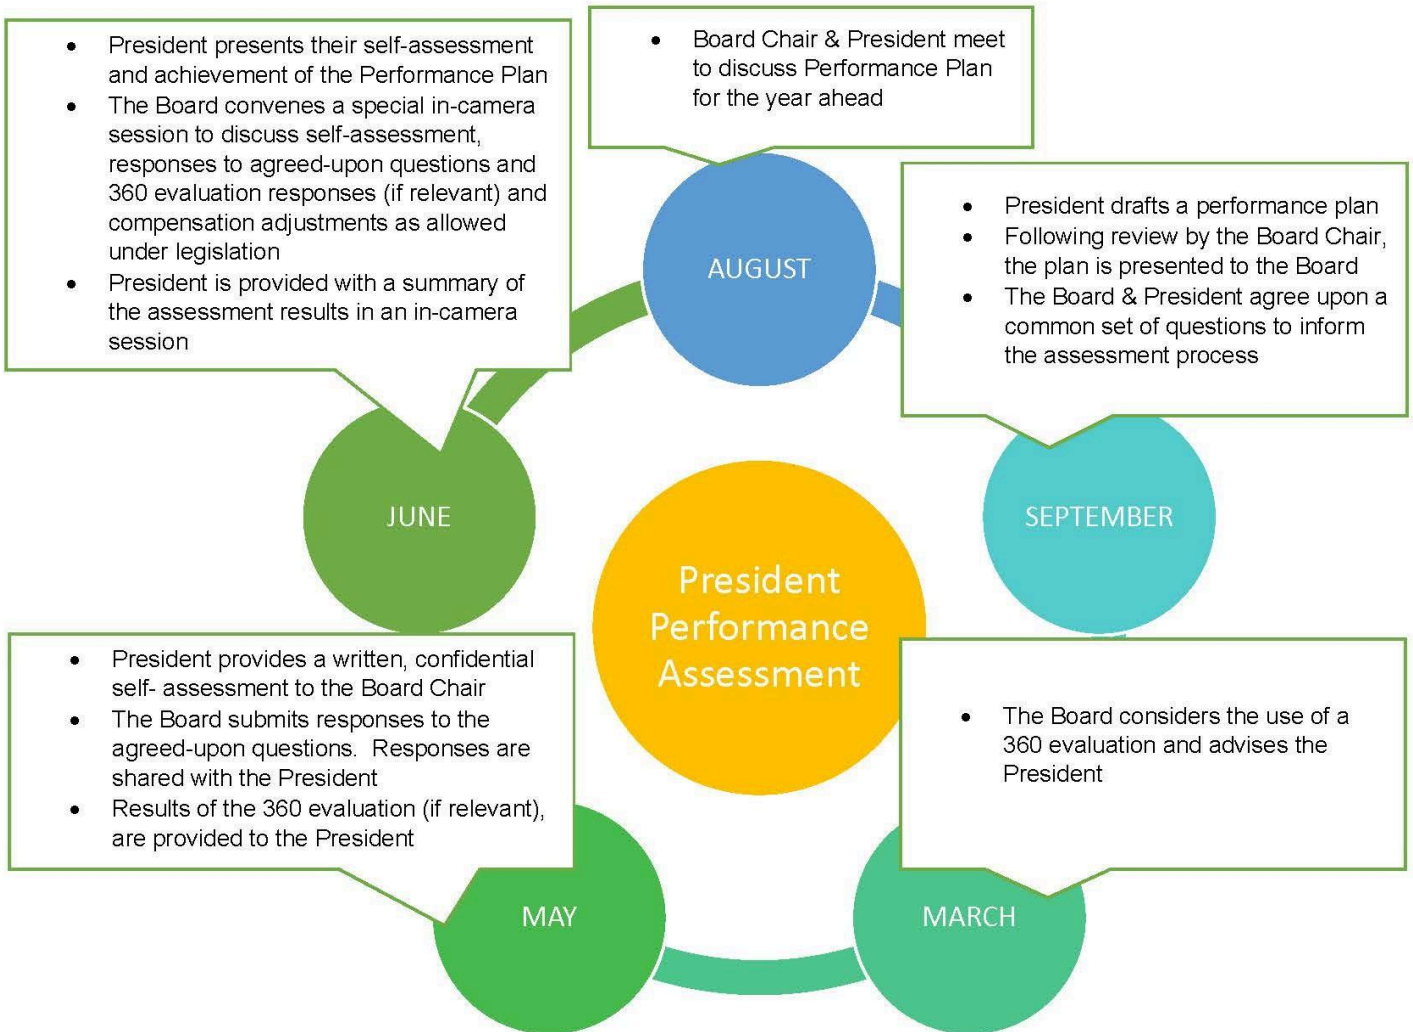 • President presents their self-assessment
and achievement of the Performance Plan
• The Board convenes a special in-camera
session to discuss self-assessment,
responses to agreed-upon questions and
360 evaluation responses (if relevant) and
compensation adjustments as allowed
under legislation
• President is provided with a summary of
the assessment results in an in-camera
session
• Board Chair & President meet
to discuss Performance Plan
for the year ahead
AUGUST
• President drafts a performance plan
• Following review by the Board Chair,
the plan is presented to the Board
• The Board & President agree upon a
common set of questions to inform
the assessment process
JUNE
SEPTEMBER
President
Performance
Assessment
• President provides a written, confidential
self- assessment to the Board Chair
• The Board submits responses to the
agreed-upon questions. Responses are
shared with the President
• Results of the 360 evaluation (if relevant),
are provided to the President
• The Board considers the use of a
360 evaluation and advises the
President
MAY
MARCH